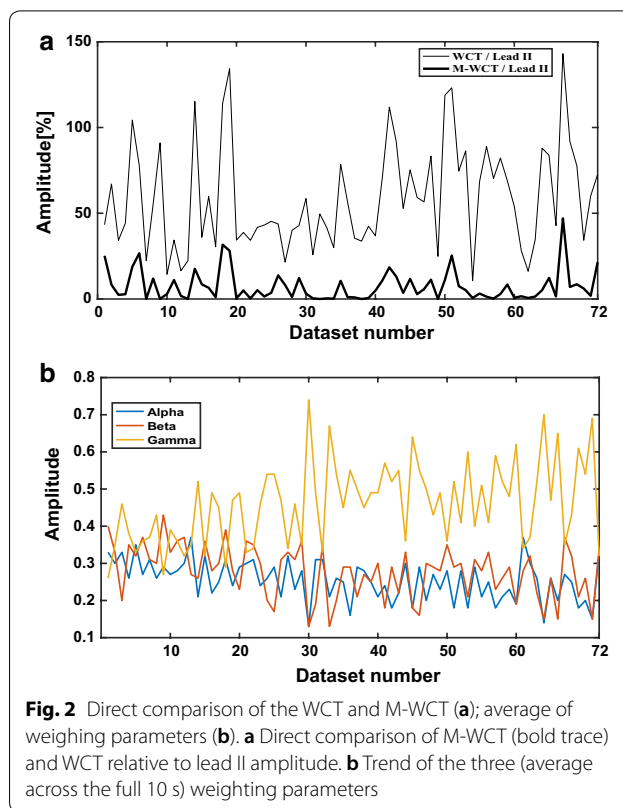 a
150
100
50
0
Amplitude[%]
WCT / Lead II
M-WCT / Lead II
0 10 20 30 40 50 60 72
Dataset number
b
0.8
0.7
0.6
0.5
0.4
0.3
0.2
0.1
Amplitude
Alpha
Beta
Gamma
10 20 30 40 50 60 72
Dataset number
Fig. 2 Direct comparison of the WCT and M-WCT (a); average of
weighing parameters (b). a Direct comparison of M-WCT (bold trace)
and WCT relative to lead II amplitude. b Trend of the three (average
across the full 10 s) weighting parameters